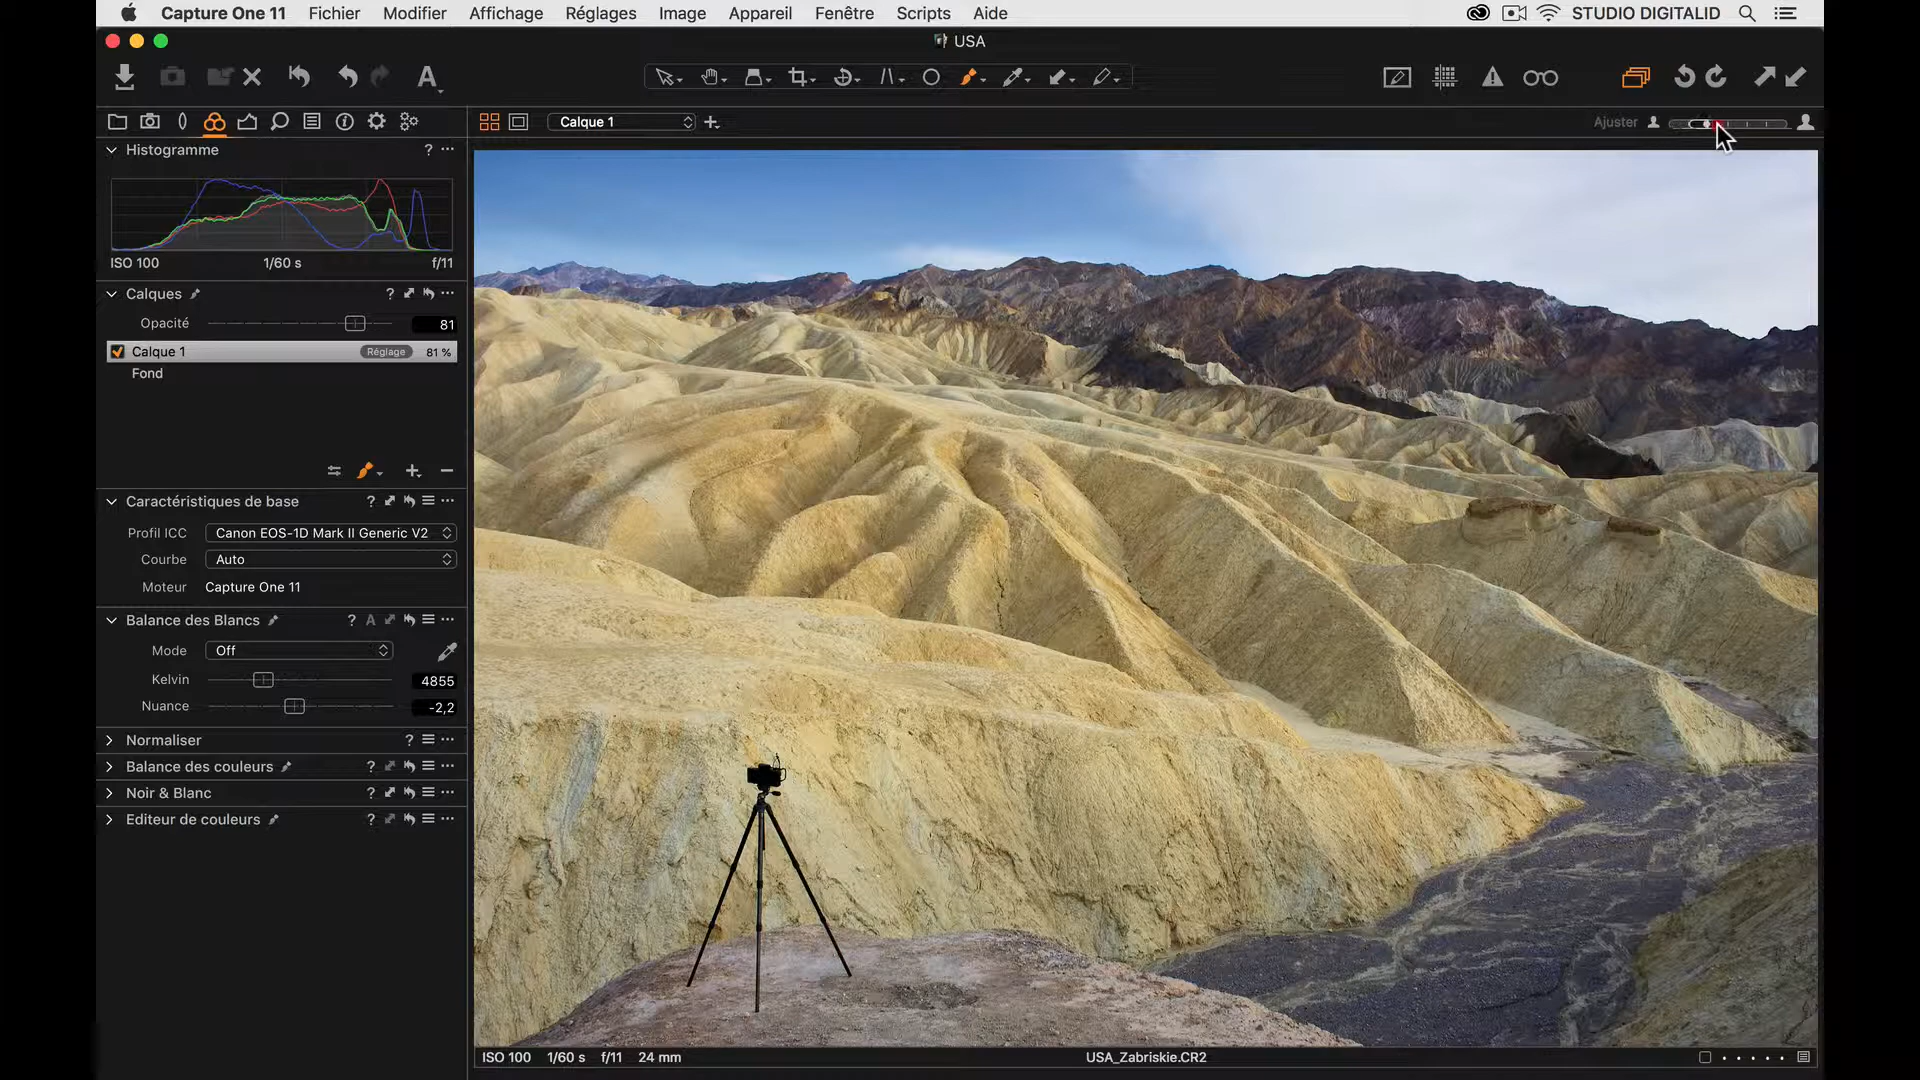 Capture One 11 Fichier Modifier Affichage Réglages Image Appareil Fenêtre Scripts Aide STUDIO DIGITALID
USA
A
Calque 1
Ajuster
Histogramme ?
ISO 100 1/60 s f/11
Calques ?
Opacité 81
Calque 1 Réglage 81 %
Fond
Caractéristiques de base ?
Profil ICC Canon EOS-1D Mark II Generic V2
Courbe Auto
Moteur Capture One 11
Balance des Blancs ? A
Mode Off
Kelvin 4855
Nuance -2,2
Normaliser ?
Balance des couleurs ?
Noir & Blanc ?
Editeur de couleurs ?
ISO 100 1/60 s f/11 24 mm USA_Zabriskie.CR2